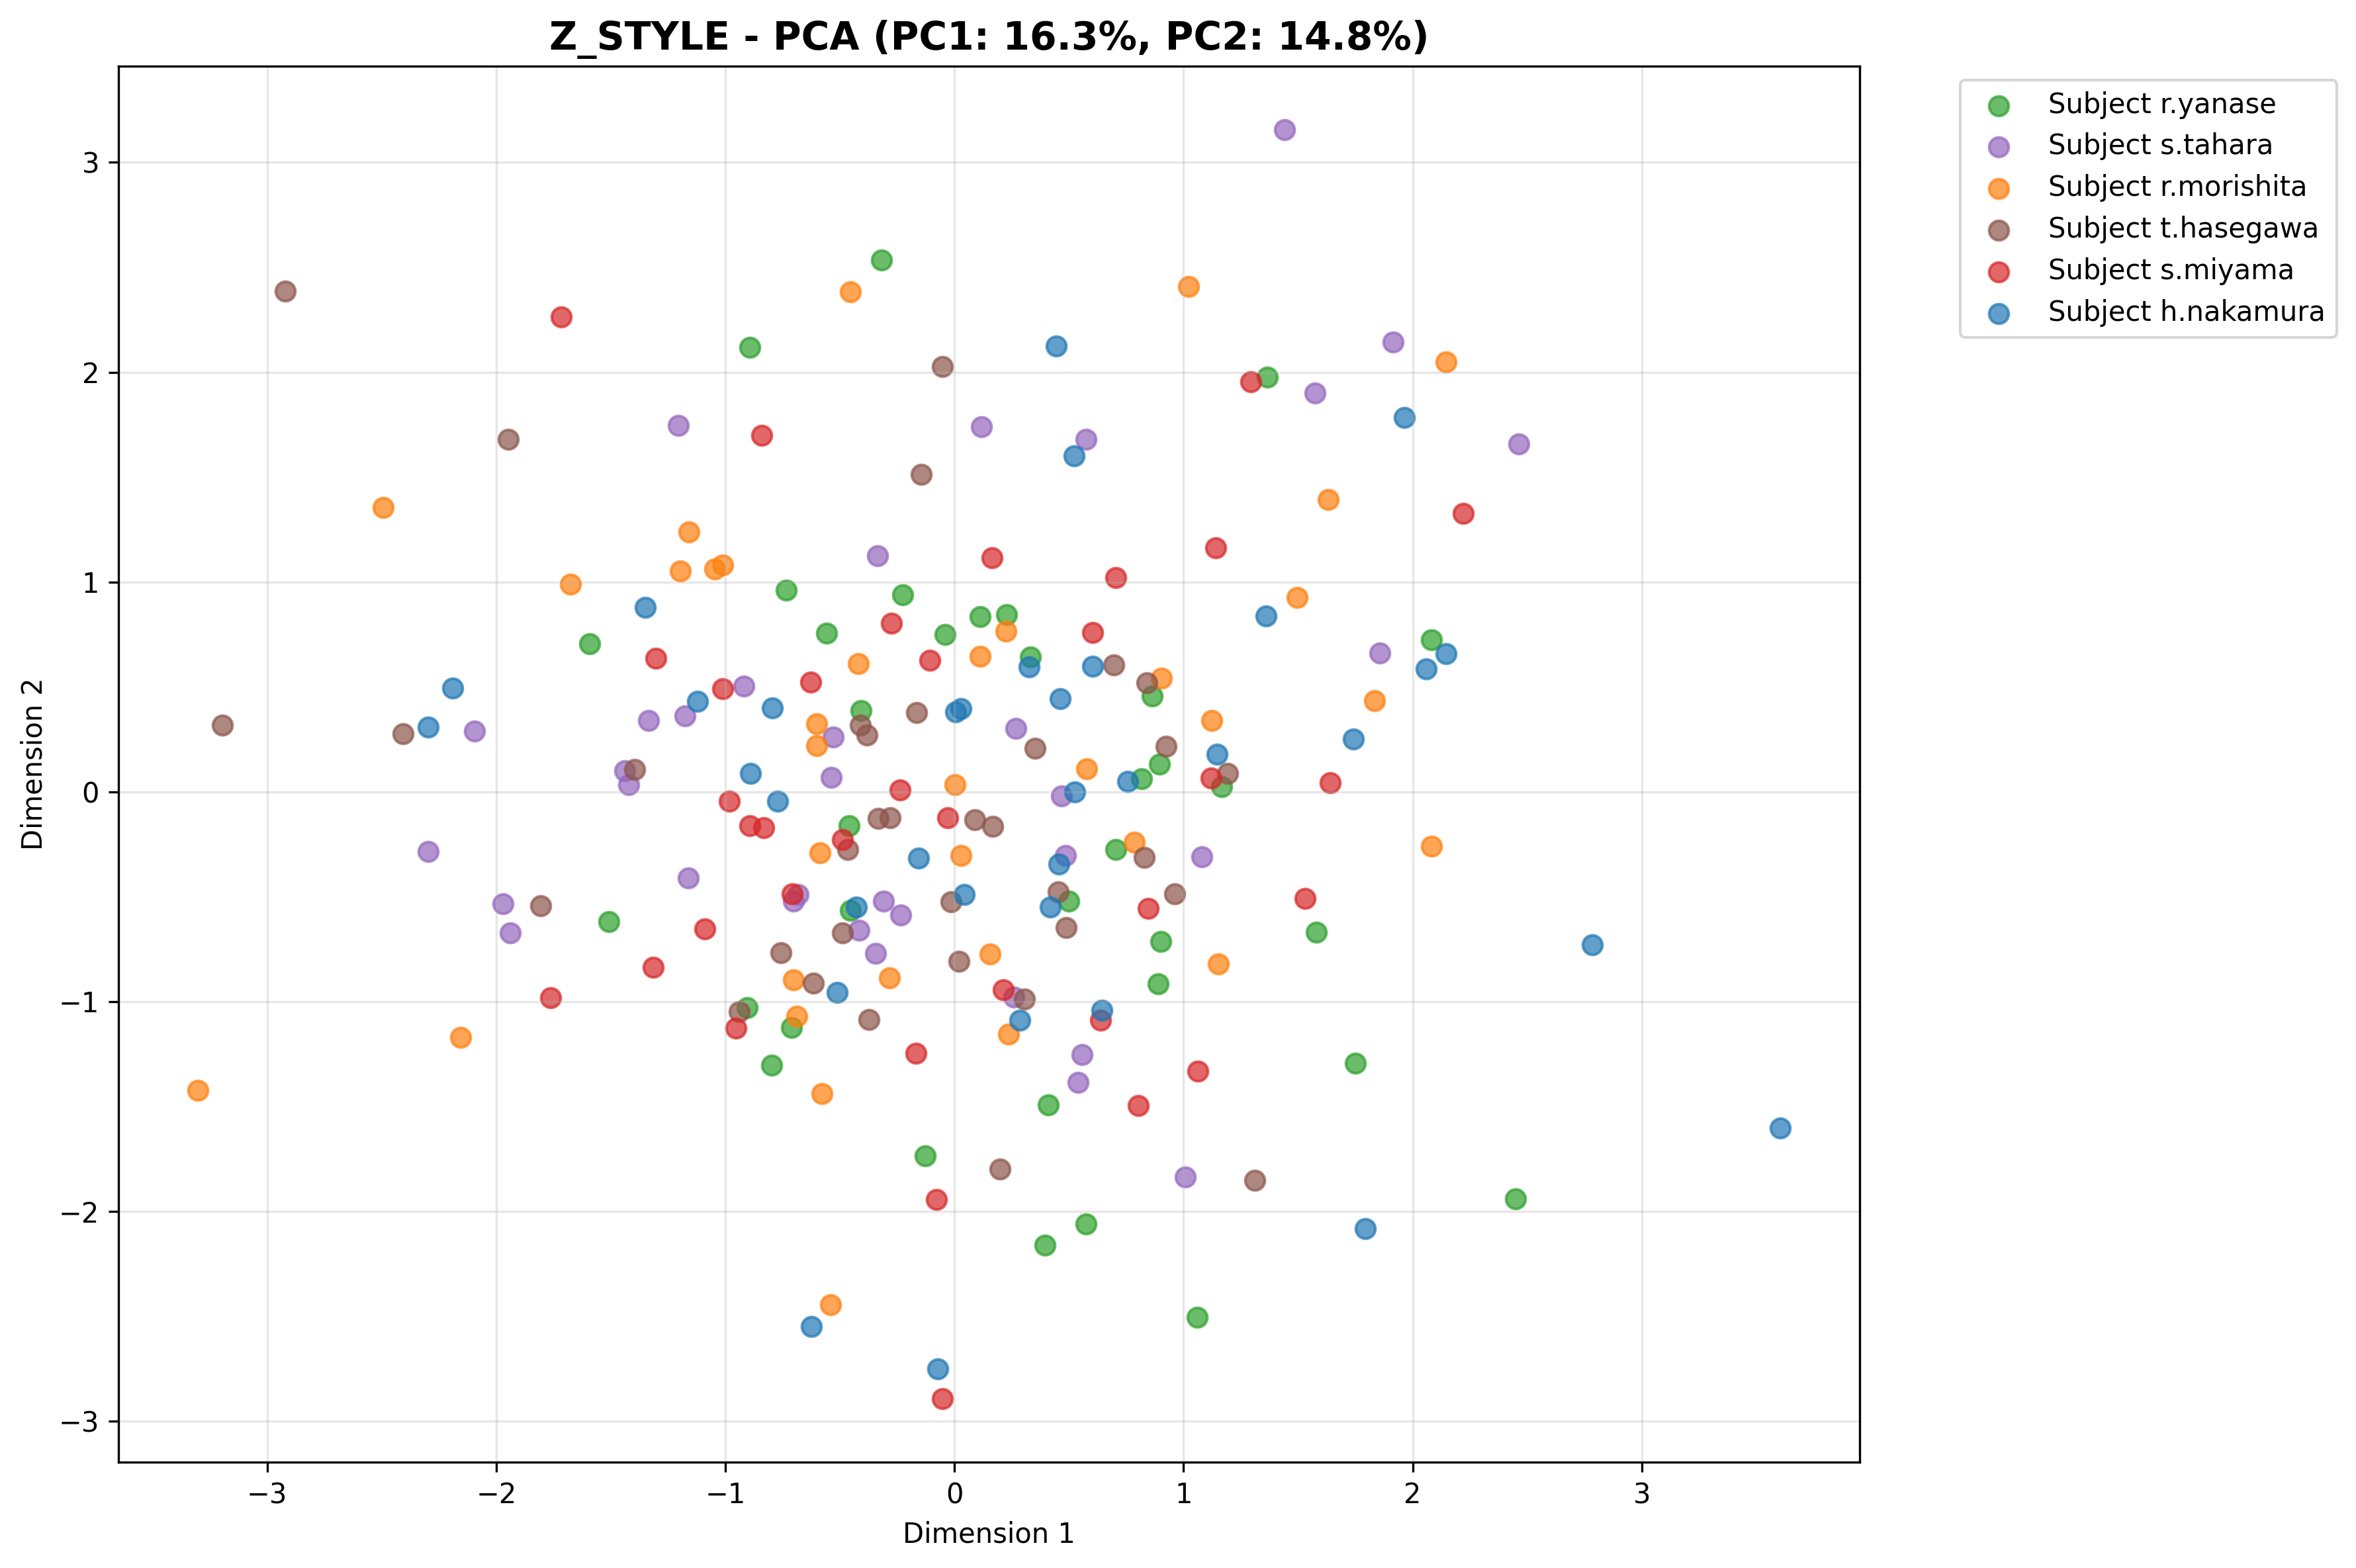 Z_STYLE - PCA (PC1: 16.3%, PC2: 14.8%)
Subject r.yanase
Subject s.tahara
Subject r.morishita
Subject t.hasegawa
Subject s.miyama
Subject h.nakamura
Dimension 2
3
2
1
0
−1
−2
−3
−3
−2
−1
0
1
2
3
Dimension 1